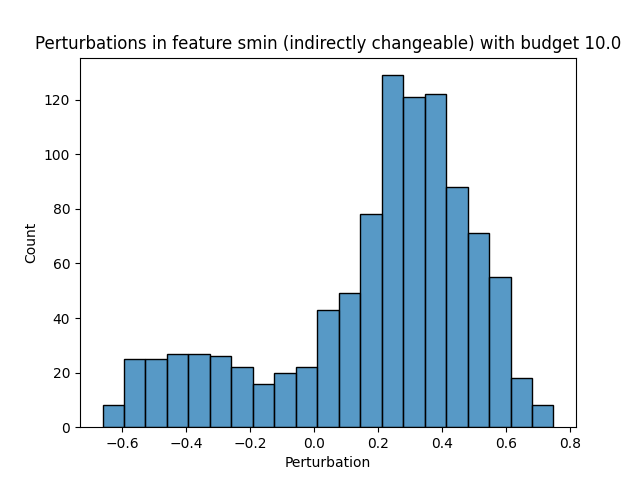 Perturbations in feature smin (indirectly changeable) with budget 10.0
120
100
80
60
40
20
0
Count
−0.6 −0.4 −0.2 0.0 0.2 0.4 0.6 0.8
Perturbation